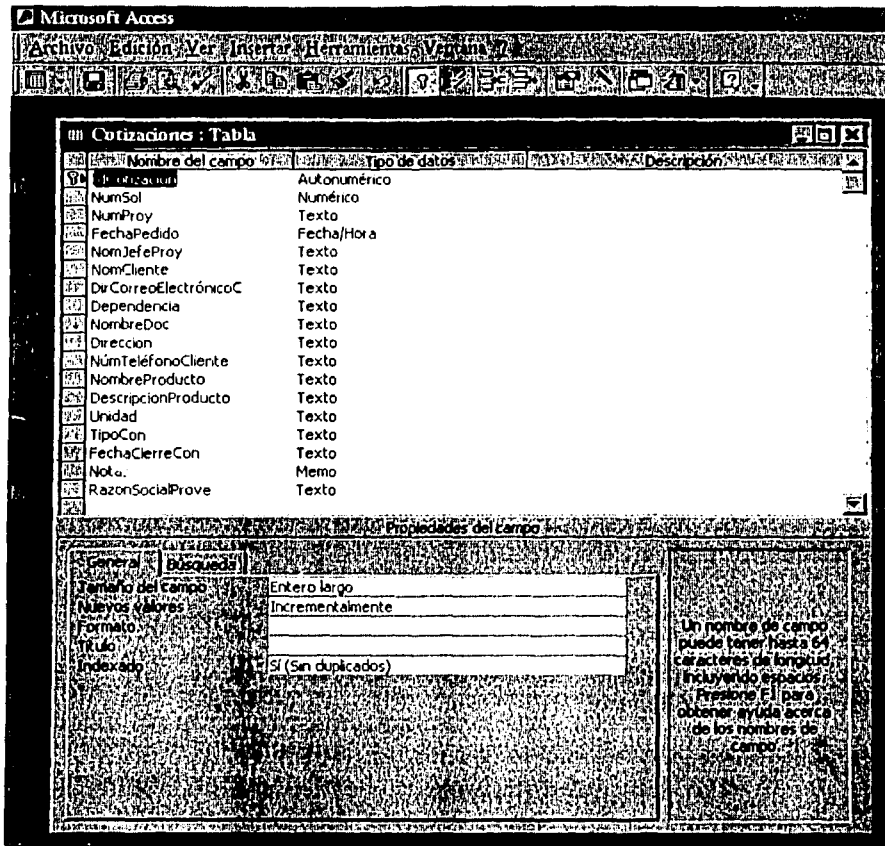 Microsoft Access
Archivo Edición Ver Insertar Herramientas Ventana ?
Cotizaciones : Tabla
Nombre del campo Tipo de datos Descripción
IdCotizacion Autonumérico
NumSol Numérico
NumProy Texto
FechaPedido Fecha/Hora
NomJefeProy Texto
NomCliente Texto
DirCorreoElectrónicoC Texto
Dependencia Texto
NombreDoc Texto
Direccion Texto
NúmTeléfonoCliente Texto
NombreProducto Texto
DescripcionProducto Texto
Unidad Texto
TipoCon Texto
FechaCierreCon Texto
Nota. Memo
RazonSocialProve Texto
Propiedades del campo
General Búsqueda
Tamaño del campo Entero largo
Nuevos valores Incrementalmente
Formato
Título
Indexado Sí (Sin duplicados)
Un nombre de campo
puede tener hasta 64
caracteres de longitud,
incluyendo espacios.
Presione F1 para
obtener ayuda acerca
de los nombres de
campo.